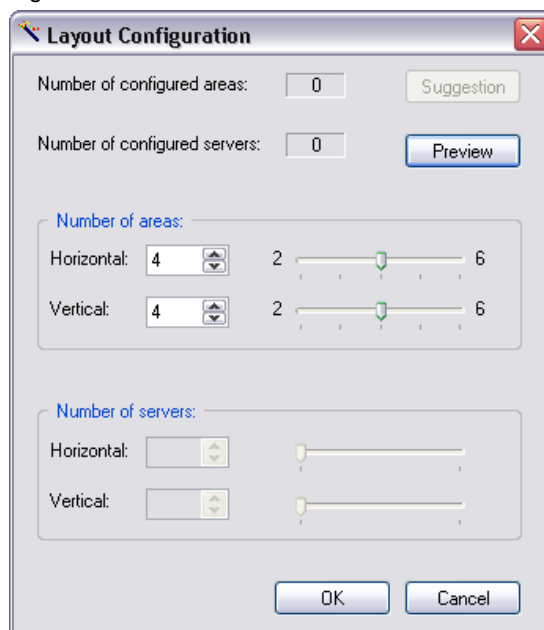 Layout Configuration
Number of configured areas: 0 Suggestion
Number of configured servers: 0 Preview
Number of areas:
Horizontal: 4 2 6
Vertical: 4 2 6
Number of servers:
Horizontal:
Vertical:
OK Cancel